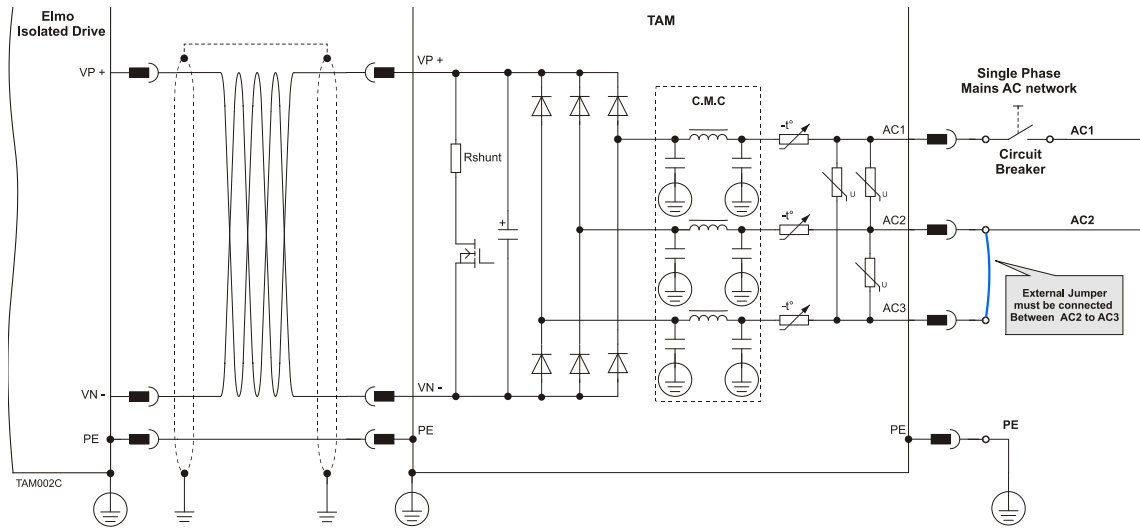 Elmo
Isolated Drive
TAM
VP +
VP +
C.M.C
Single Phase
Mains AC network
-t°
AC1
AC1
Circuit
Breaker
Rshunt
U
U
+
-t°
AC2
AC2
U
External Jumper
must be connected
Between AC2 to AC3
-t°
AC3
VN -
VN -
PE
PE
PE
PE
TAM002C